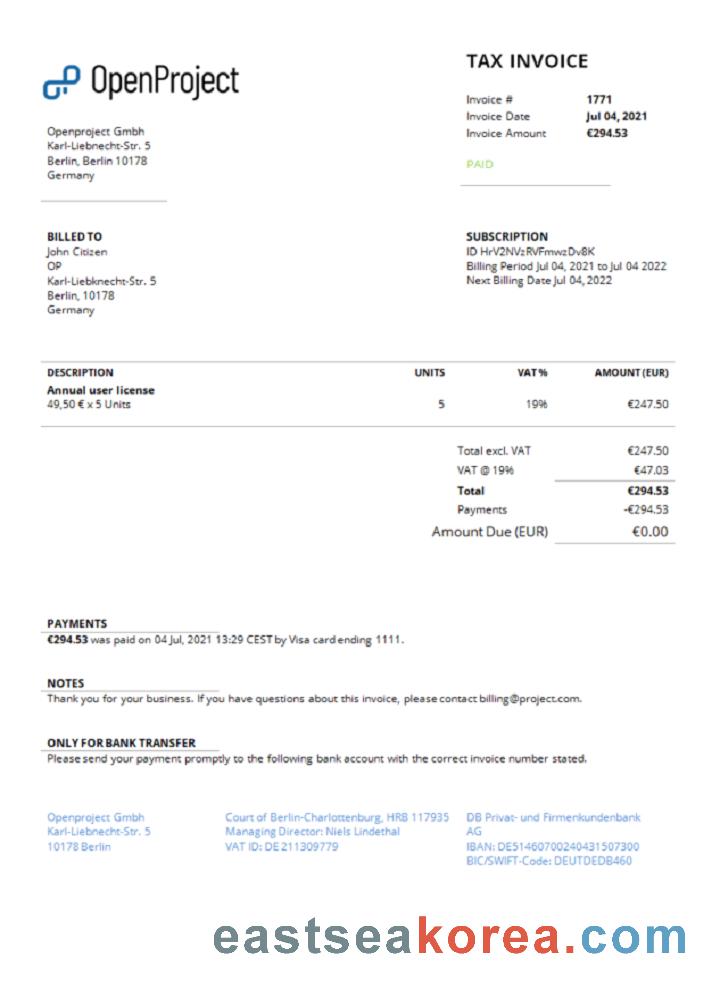 OpenProject
TAX INVOICE
Invoice # 1771
Invoice Date Jul 04, 2021
Invoice Amount €294.53
PAID
Openproject Gmbh
Karl-Liebnecht-Str. 5
Berlin, Berlin 10178
Germany
BILLED TO
John Citizen
OP
Karl-Liebknecht-Str. 5
Berlin, 10178
Germany
SUBSCRIPTION
ID HrV2NVzRVFmwzDv8K
Billing Period Jul 04, 2021 to Jul 04 2022
Next Billing Date Jul 04, 2022
DESCRIPTION UNITS VAT% AMOUNT (EUR)
Annual user license
49,50 € x 5 Units 5 19% €247.50
Total excl. VAT €247.50
VAT @ 19% €47.03
Total €294.53
Payments -€294.53
Amount Due (EUR) €0.00
PAYMENTS
€294.53 was paid on 04 Jul, 2021 13:29 CEST by Visa card ending 1111.
NOTES
Thank you for your business. If you have questions about this invoice, please contact billing@project.com.
ONLY FOR BANK TRANSFER
Please send your payment promptly to the following bank account with the correct invoice number stated.
Openproject Gmbh
Karl-Liebnecht-Str. 5
10178 Berlin
Court of Berlin-Charlottenburg, HRB 117935
Managing Director: Niels Lindethal
VAT ID: DE 211309779
DB Privat- und Firmenkundenbank
AG
IBAN: DE51460700240431507300
BIC/SWIFT-Code: DEUTDEDB460
eastseakorea.com